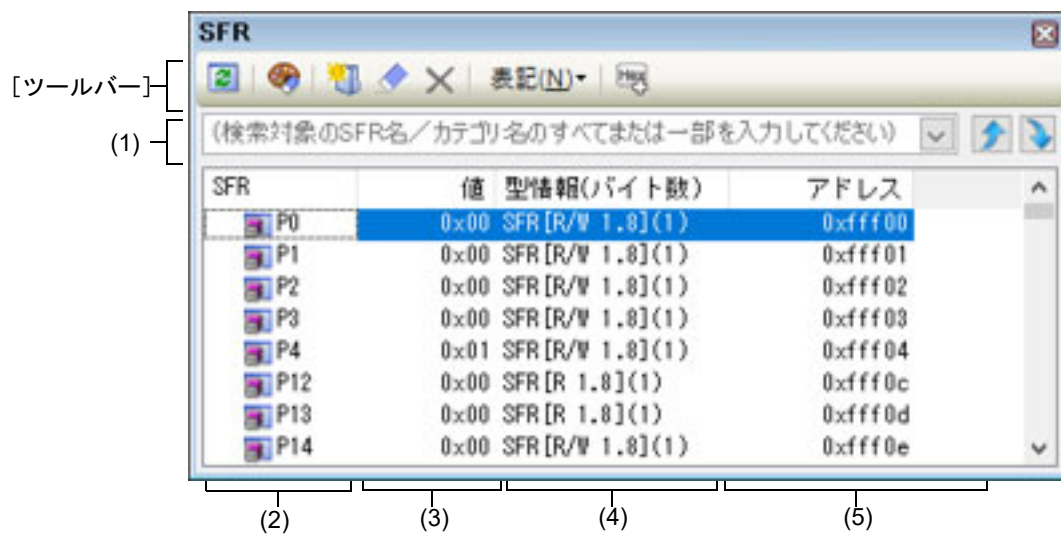 SFR
[ツールバー]
表記(N)
Hex
(1)
(検索対象のSFR名／カテゴリ名のすべてまたは一部を入力してください)
SFR 値 型情報(バイト数) アドレス
P0 0x00 SFR[R/W 1.8](1) 0xfff00
P1 0x00 SFR[R/W 1.8](1) 0xfff01
P2 0x00 SFR[R/W 1.8](1) 0xfff02
P3 0x00 SFR[R/W 1.8](1) 0xfff03
P4 0x01 SFR[R/W 1.8](1) 0xfff04
P12 0x00 SFR[R 1.8](1) 0xfff0c
P13 0x00 SFR[R 1.8](1) 0xfff0d
P14 0x00 SFR[R/W 1.8](1) 0xfff0e
(2) (3) (4) (5)